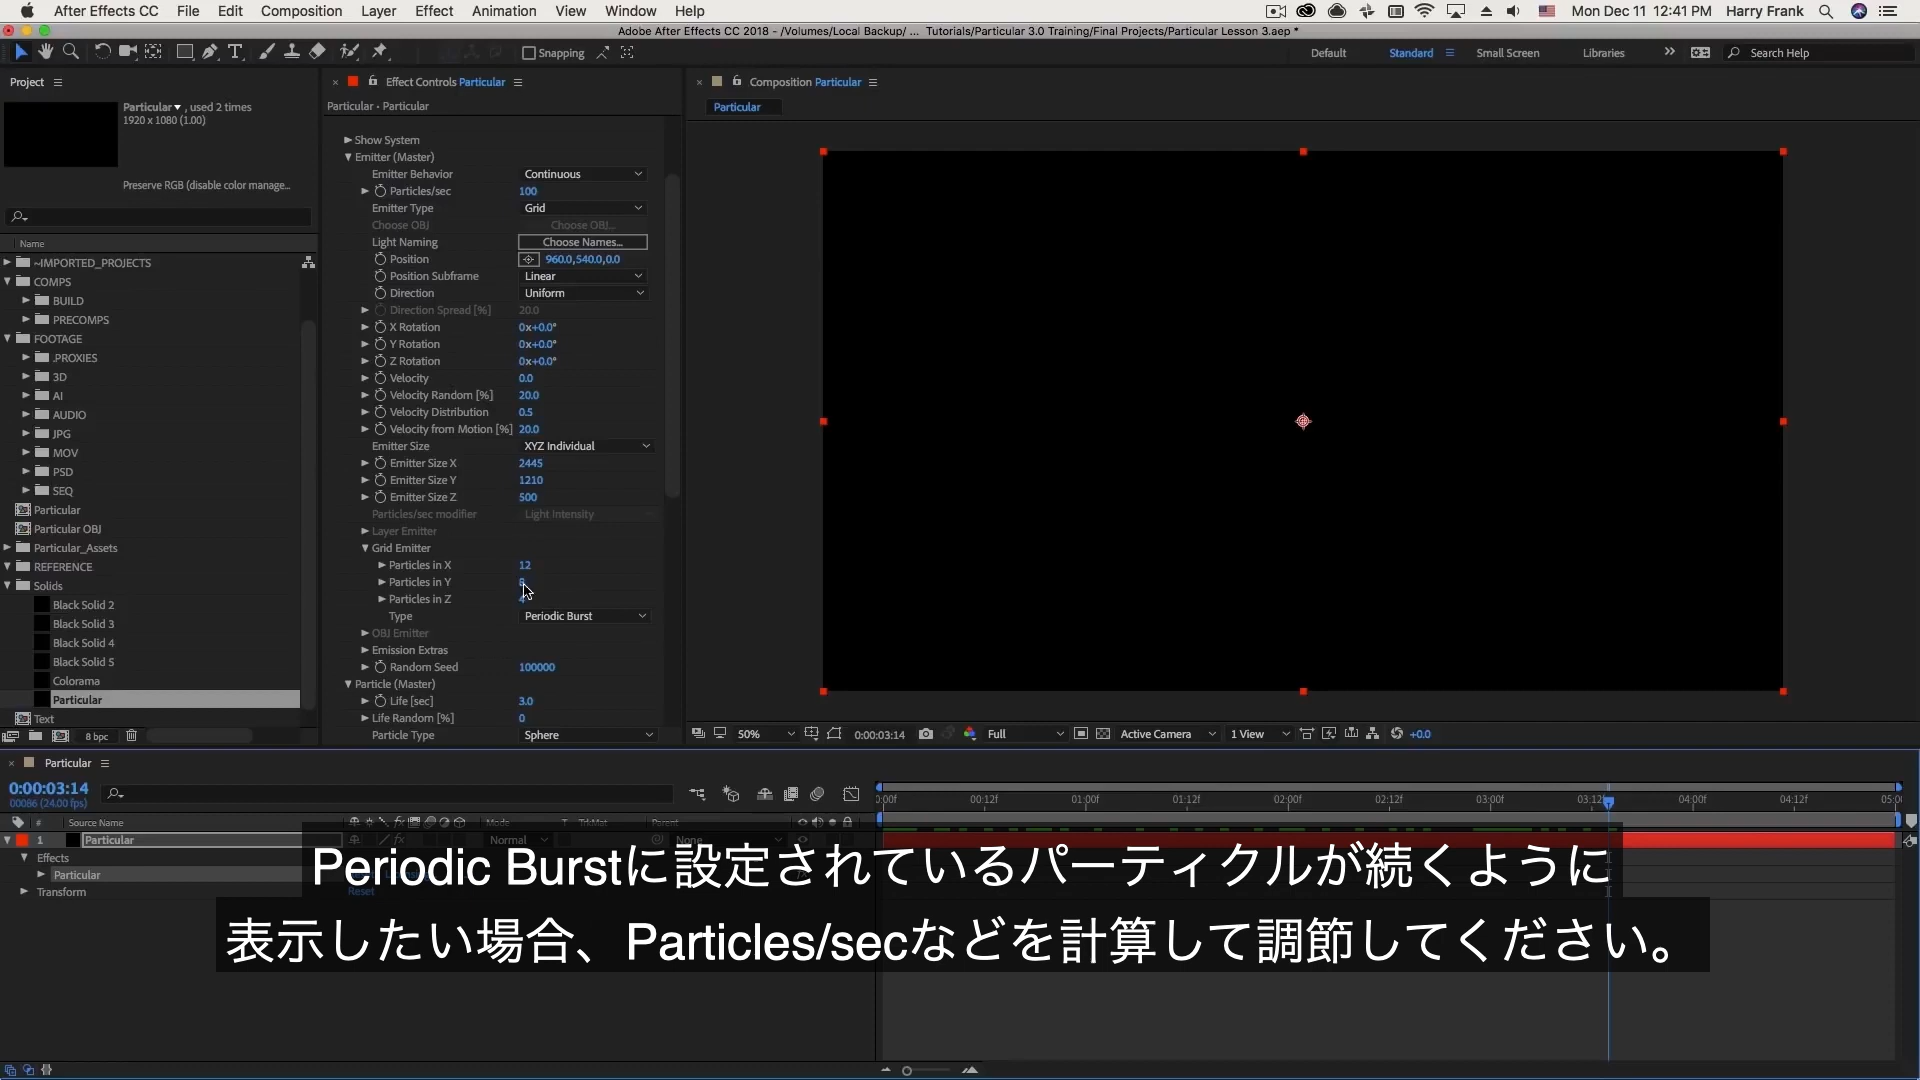 After Effects CC File Edit Composition Layer Effect Animation View Window Help Mon Dec 11 12:41 PM Harry Frank
Adobe After Effects CC 2018 - /Volumes/Local Backup/ ... Tutorials/Particular 3.0 Training/Final Projects/Particular Lesson 3.aep *
Snapping Default Standard Small Screen Libraries Search Help
Project
Particular , used 2 times
1920 x 1080 (1.00)
Preserve RGB (disable color manage...
Name
~IMPORTED_PROJECTS
COMPS
BUILD
PRECOMPS
FOOTAGE
.PROXIES
3D
AI
AUDIO
JPG
MOV
PSD
SEQ
Particular
Particular OBJ
Particular_Assets
REFERENCE
Solids
Black Solid 2
Black Solid 3
Black Solid 4
Black Solid 5
Colorama
Particular
Text
8 bpc
Effect Controls Particular
Particular • Particular
Show System
Emitter (Master)
Emitter Behavior Continuous
Particles/sec 100
Emitter Type Grid
Choose OBJ Choose OBJ...
Light Naming Choose Names...
Position 960.0,540.0,0.0
Position Subframe Linear
Direction Uniform
Direction Spread [%] 20.0
X Rotation 0x+0.0°
Y Rotation 0x+0.0°
Z Rotation 0x+0.0°
Velocity 0.0
Velocity Random [%] 20.0
Velocity Distribution 0.5
Velocity from Motion [%] 20.0
Emitter Size XYZ Individual
Emitter Size X 2445
Emitter Size Y 1210
Emitter Size Z 500
Particles/sec modifier Light Intensity
Layer Emitter
Grid Emitter
Particles in X 12
Particles in Y
Particles in Z
Type Periodic Burst
OBJ Emitter
Emission Extras
Random Seed 100000
Particle (Master)
Life [sec] 3.0
Life Random [%] 0
Particle Type Sphere
Composition Particular
Particular
50% 0:00:03:14 Full Active Camera 1 View +0.0
Particular
0:00:03:14
00086 (24.00 fps)
0:00f 00:12f 01:00f 01:12f 02:00f 02:12f 03:00f 03:12f 04:00f 04:12f 05:00
# Source Name Mode T TrkMat Parent
1 Particular Normal None
Effects
Particular
Reset
Transform
Periodic Burstに設定されているパーティクルが続くように
表示したい場合、Particles/secなどを計算して調節してください。